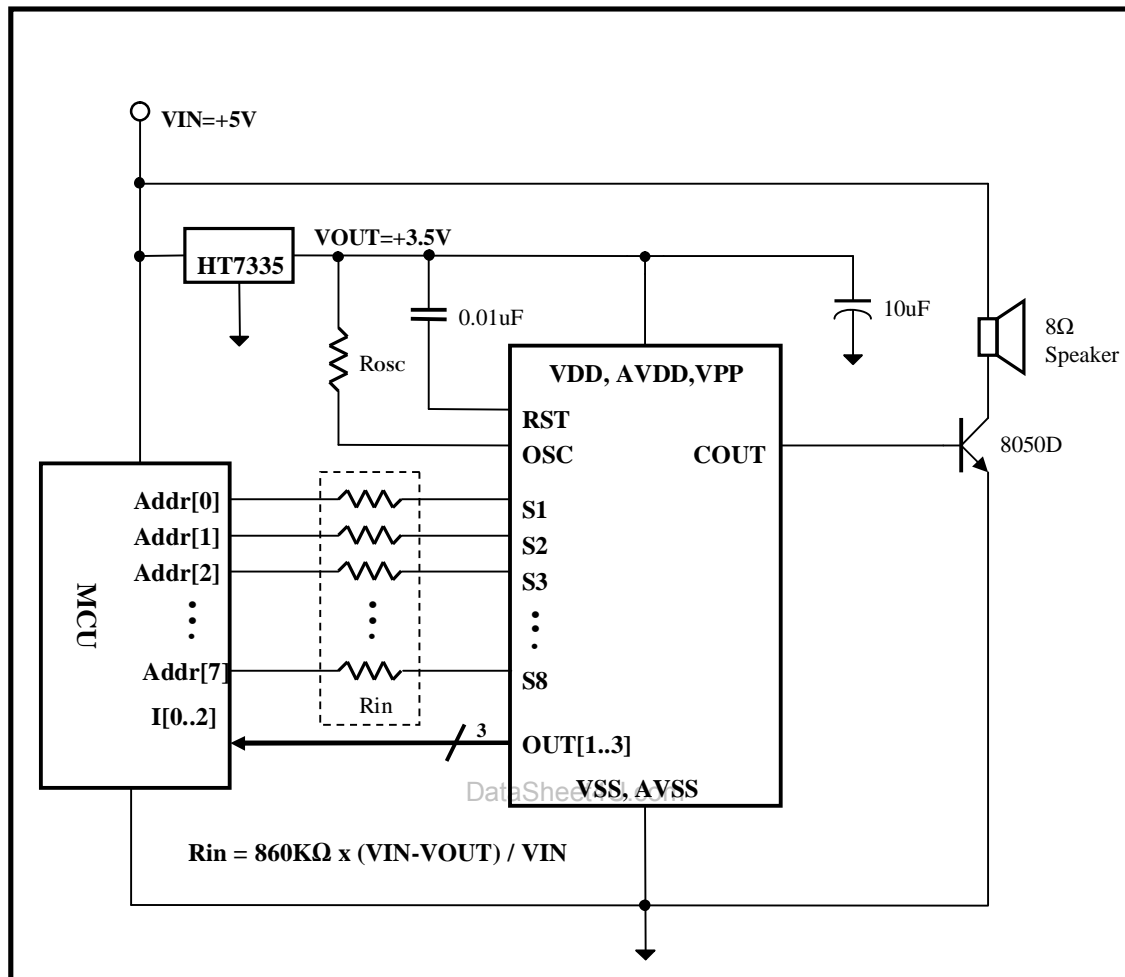 VIN=+5V
VOUT=+3.5V
HT7335
0.01uF
10uF
8Ω
Speaker
Rosc
VDD, AVDD,VPP
RST
OSC
COUT
8050D
Addr[0]
S1
Addr[1]
S2
Addr[2]
S3
MCU
Addr[7]
S8
Rin
I[0..2]
3
OUT[1..3]
DataSheet4U.com
VSS, AVSS
Rin = 860KΩ x (VIN-VOUT) / VIN